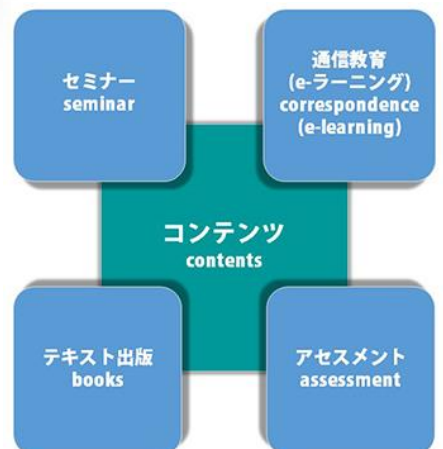 セミナー
seminar
通信教育
(e-ラーニング)
correspondence
(e-learning)
コンテンツ
contents
テキスト出版
books
アセスメント
assessment